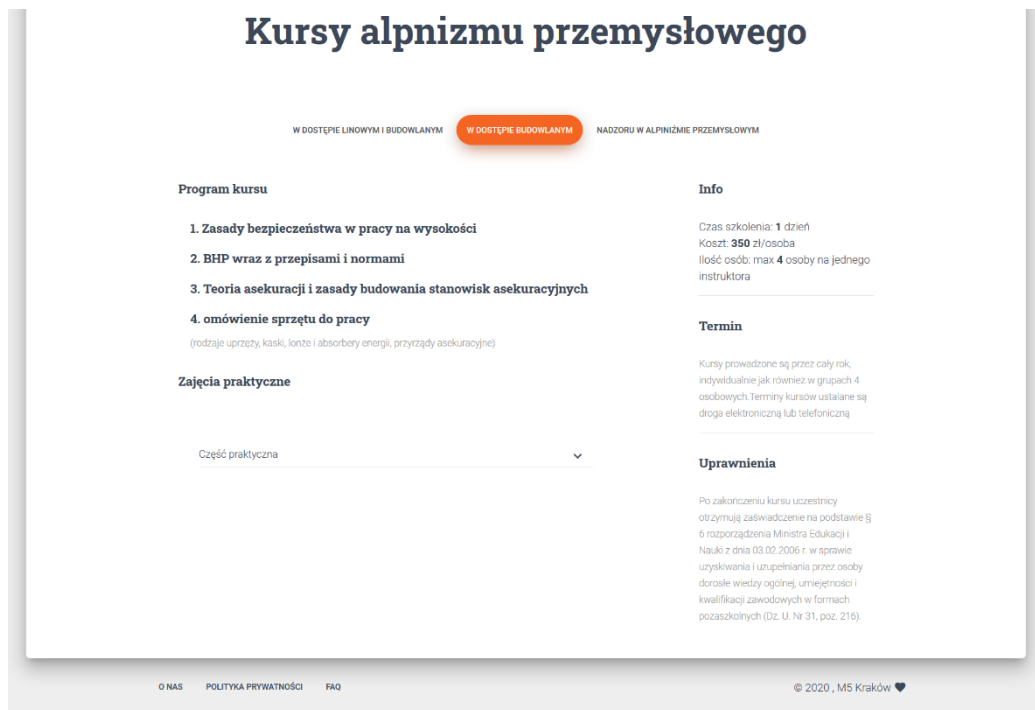 Kursy alpnizmu przemysłowego
W DOSTĘPIE LINOWYM I BUDOWLANYM
W DOSTĘPIE BUDOWLANYM
NADZORU W ALPINIŹMIE PRZEMYSŁOWYM
Program kursu
1. Zasady bezpieczeństwa w pracy na wysokości
2. BHP wraz z przepisami i normami
3. Teoria asekuracji i zasady budowania stanowisk asekuracyjnych
4. omówienie sprzętu do pracy
(rodzaje uprzęży, kaski, lonże i absorbery energii, przyrządy asekuracyjne)
Zajęcia praktyczne
Część praktyczna
Info
Czas szkolenia: 1 dzień
Koszt: 350 zł/osoba
Ilość osób: max 4 osoby na jednego
instruktora
Termin
Kursy prowadzone są przez cały rok,
indywidualnie jak również w grupach 4
osobowych.Terminy kursów ustalane są
droga elektroniczną lub telefoniczną
Uprawnienia
Po zakończeniu kursu uczestnicy
otrzymują zaświadczenie na podstawie §
6 rozporządzenia Ministra Edukacji i
Nauki z dnia 03.02.2006 r. w sprawie
uzyskiwania i uzupełniania przez osoby
dorosłe wiedzy ogólnej, umiejętności i
kwalifikacji zawodowych w formach
pozaszkolnych (Dz. U. Nr 31, poz. 216).
O NAS
POLITYKA PRYWATNOŚCI
FAQ
© 2020 , M5 Kraków